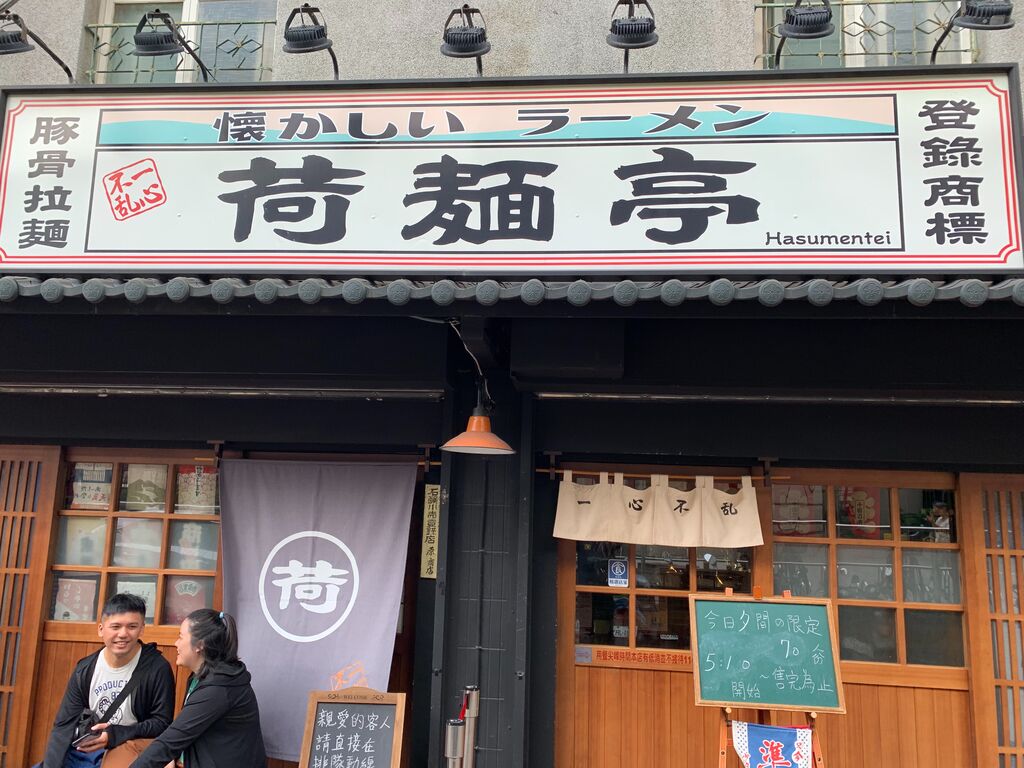 懐かしい ラーメン
豚骨拉麺
一心
不乱
荷麺亭
Hasumentei
登錄商標
荷
一心不乱
WELCOME
親愛的客人
請直接在
排隊動線
今日夕間の限定
70份
5:10
開始
~售完為止